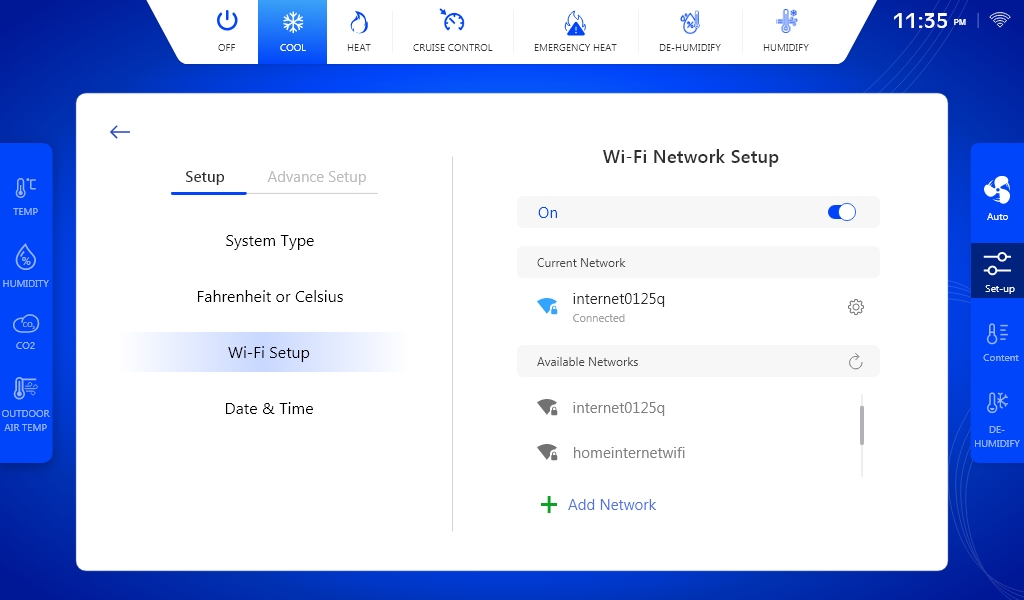 OFF
COOL
HEAT
CRUISE CONTROL
EMERGENCY HEAT
DE-HUMIDIFY
HUMIDIFY
11:35 PM
°C
TEMP
%
HUMIDITY
CO₂
CO2
OUTDOOR
AIR TEMP
Setup
Advance Setup
System Type
Fahrenheit or Celsius
Wi-Fi Setup
Date & Time
Wi-Fi Network Setup
On
Current Network
internet0125q
Connected
Available Networks
internet0125q
homeinternetwifi
Add Network
Auto
Set-up
Content
DE-
HUMIDIFY